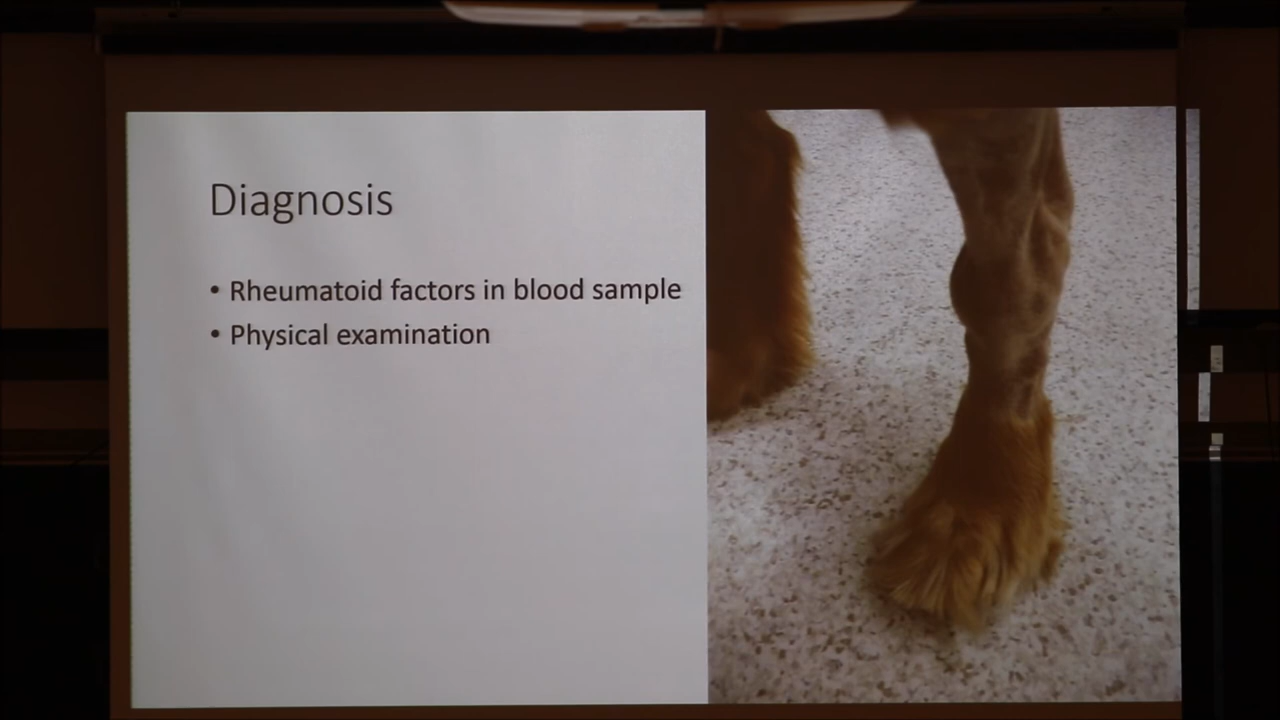 Diagnosis
• Rheumatoid factors in blood sample
• Physical examination